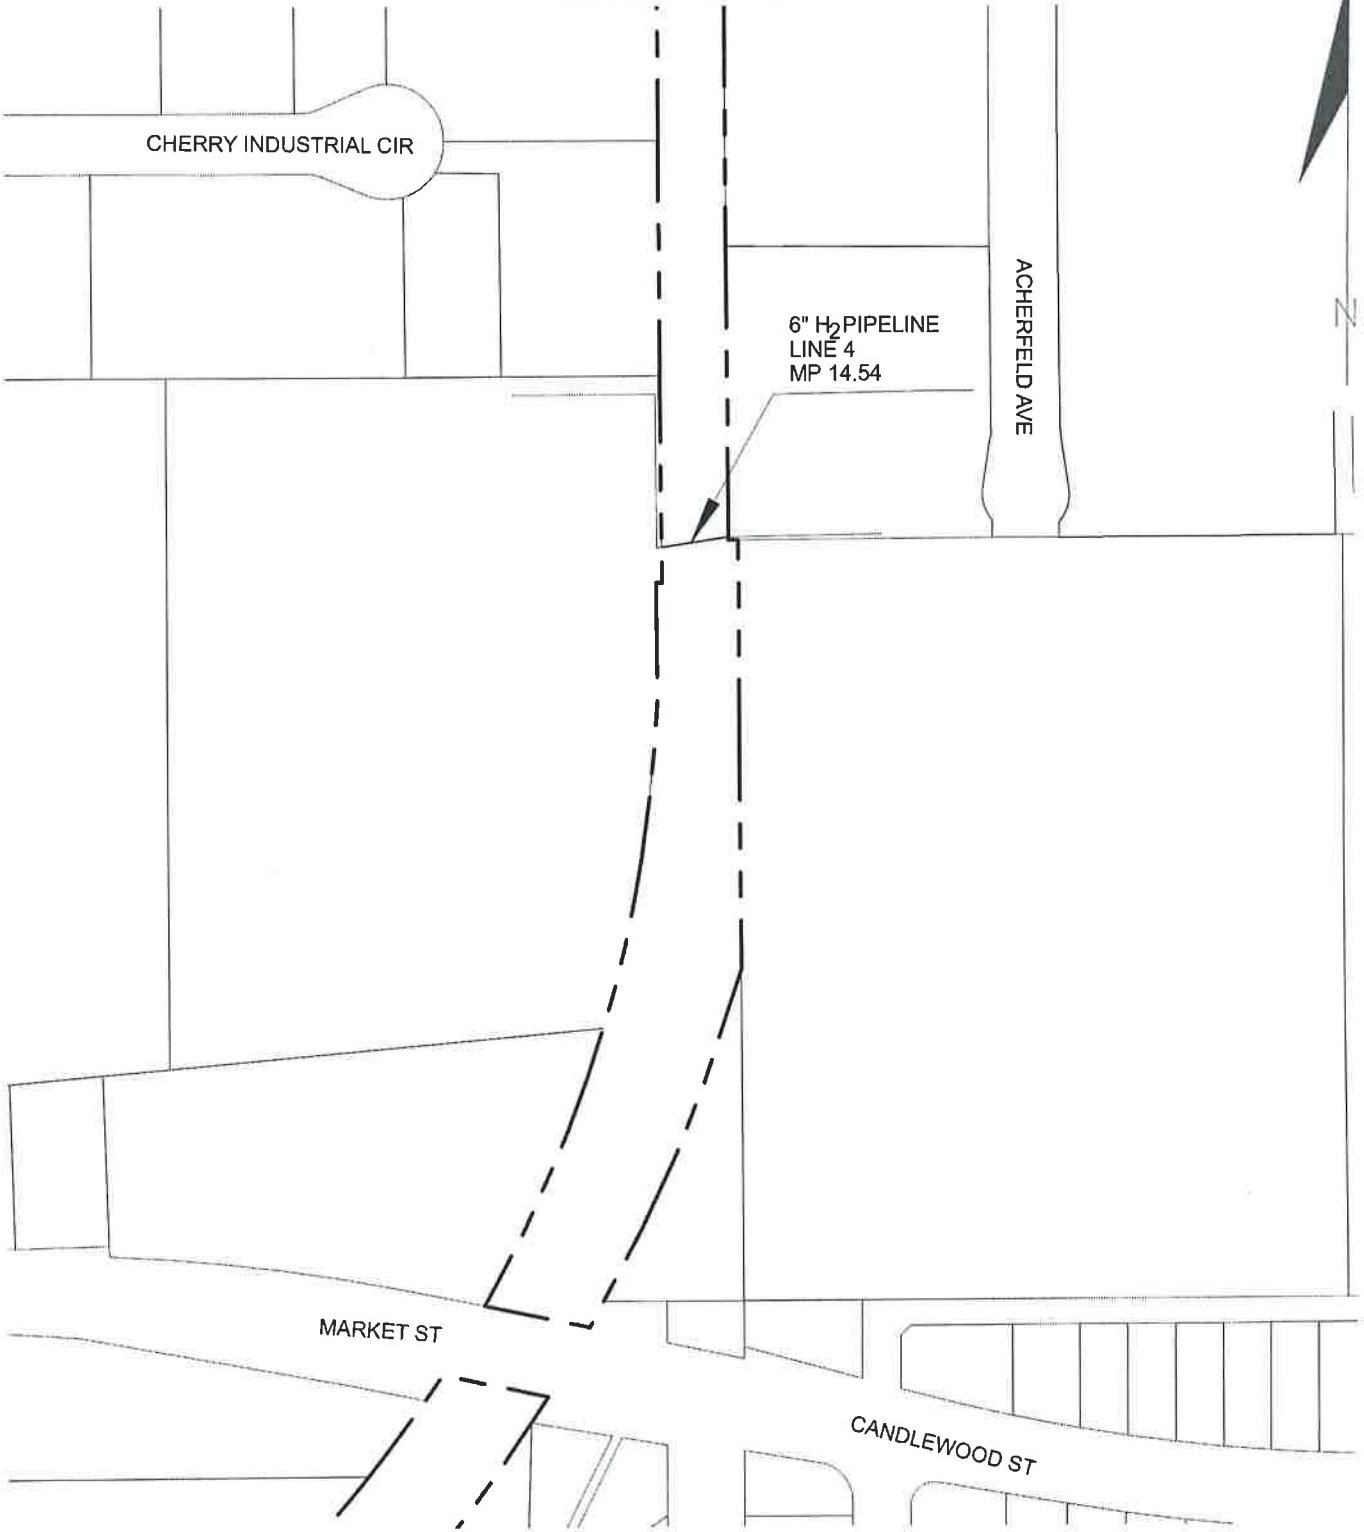 CHERRY INDUSTRIAL CIR
ACHERFELD AVE
6" H2 PIPELINE
LINE 4
MP 14.54
N
MARKET ST
CANDLEWOOD ST